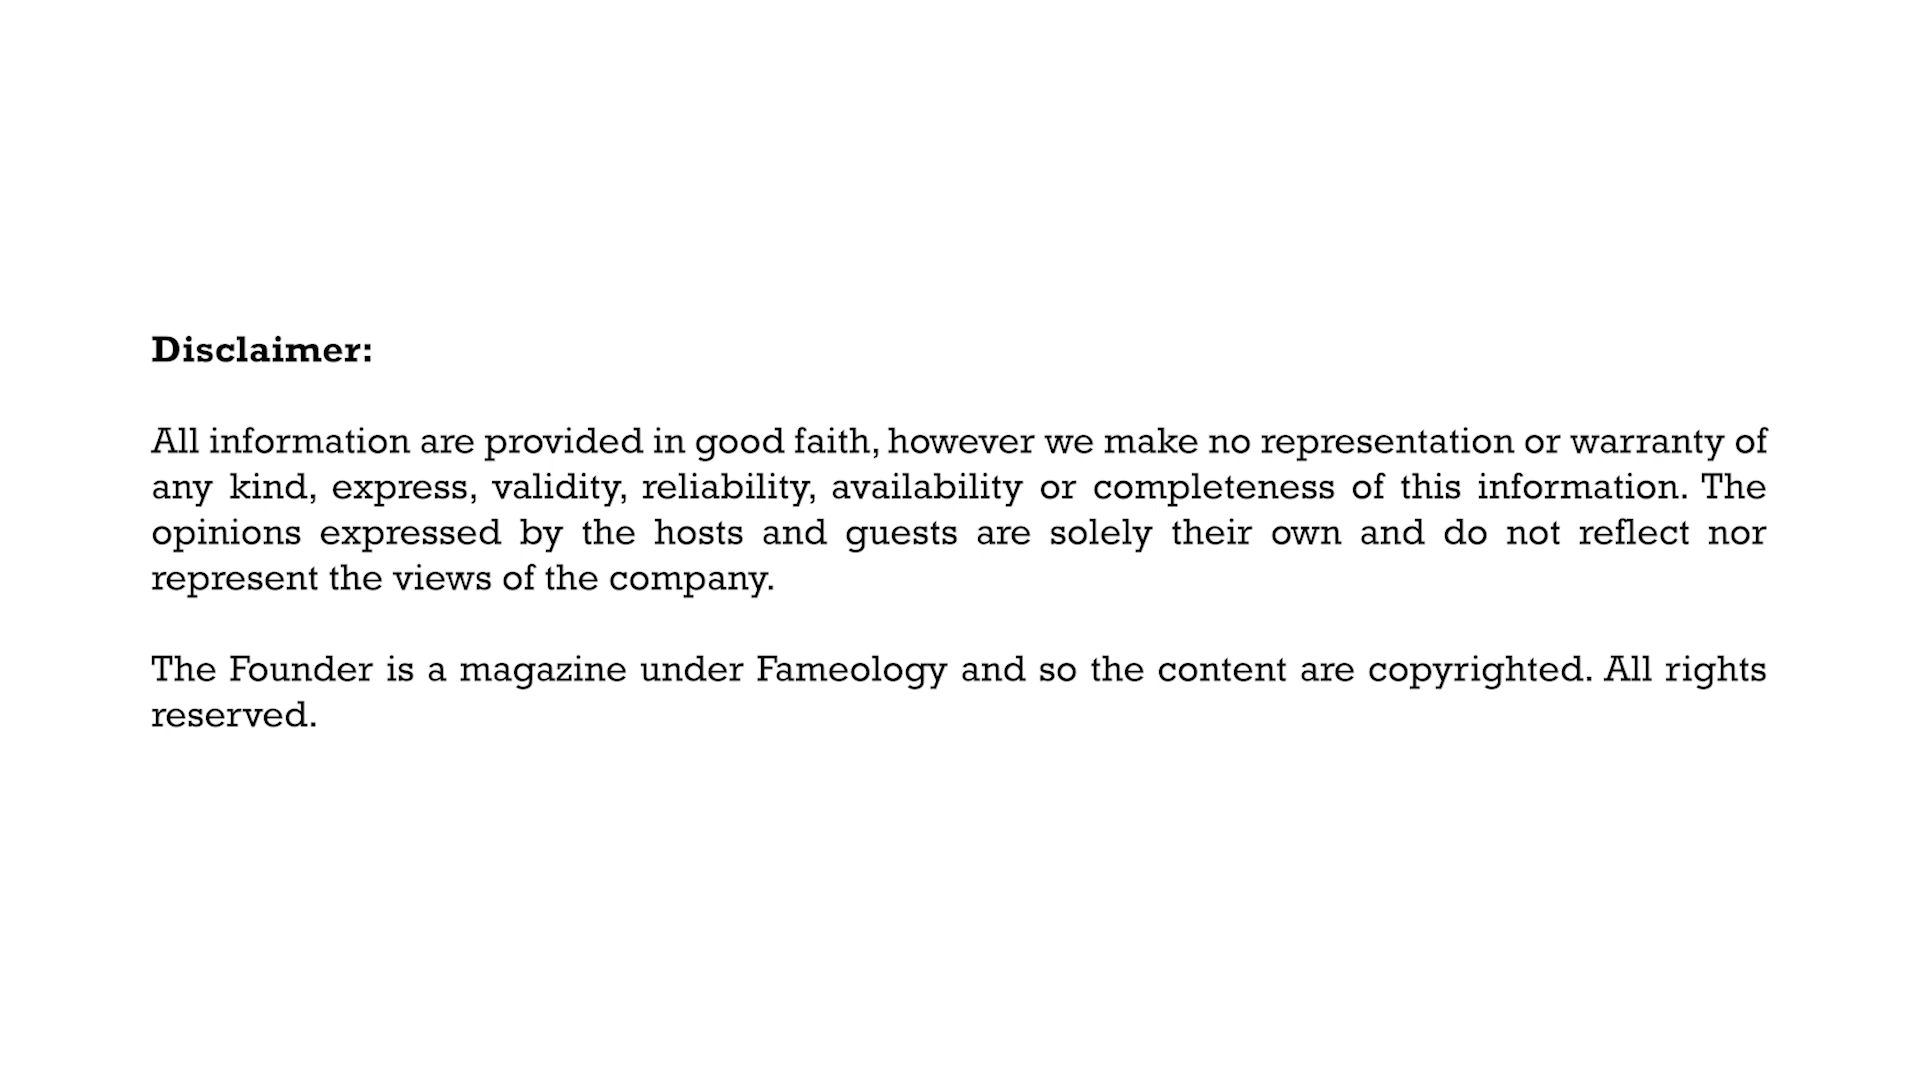 Disclaimer:
All information are provided in good faith, however we make no representation or warranty of
any kind, express, validity, reliability, availability or completeness of this information. The
opinions expressed by the hosts and guests are solely their own and do not reflect nor
represent the views of the company.
The Founder is a magazine under Fameology and so the content are copyrighted. All rights
reserved.